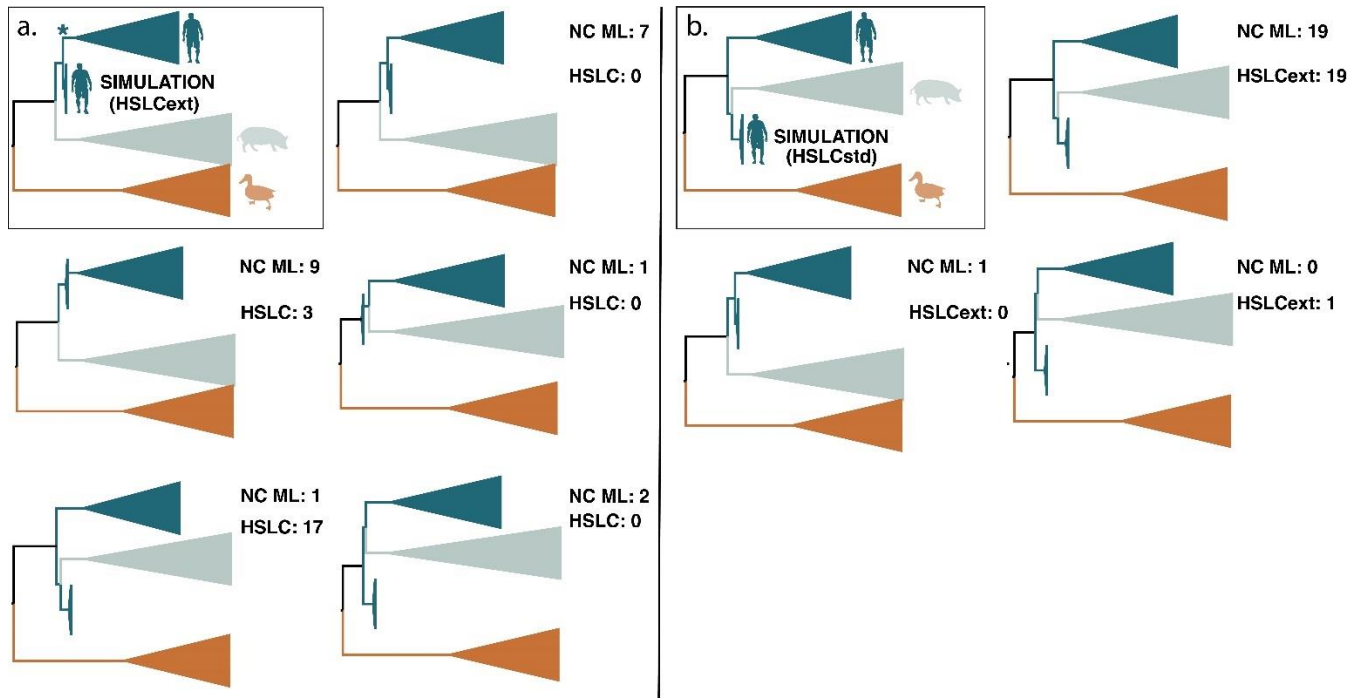 a.
*
SIMULATION
(HSLCext)
NC ML: 7
HSLC: 0
NC ML: 9
HSLC: 3
NC ML: 1
HSLC: 0
NC ML: 1
HSLC: 17
NC ML: 2
HSLC: 0
b.
SIMULATION
(HSLCstd)
NC ML: 19
HSLCext: 19
NC ML: 1
HSLCext: 0
NC ML: 0
HSLCext: 1